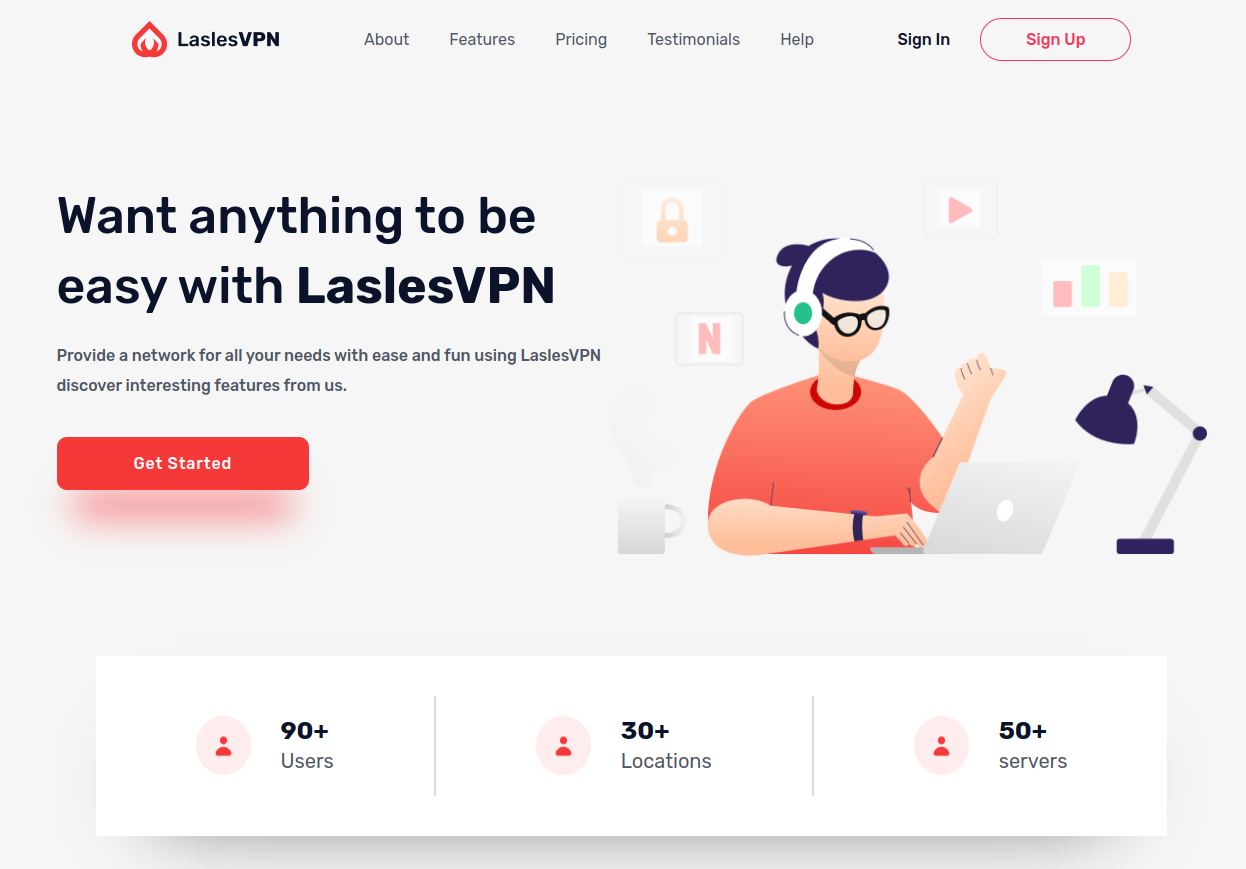 LaslesVPN
About Features Pricing Testimonials Help
Sign In
Sign Up
Want anything to be
easy with LaslesVPN
Provide a network for all your needs with ease and fun using LaslesVPN
discover interesting features from us.
Get Started
N
90+
Users
30+
Locations
50+
servers